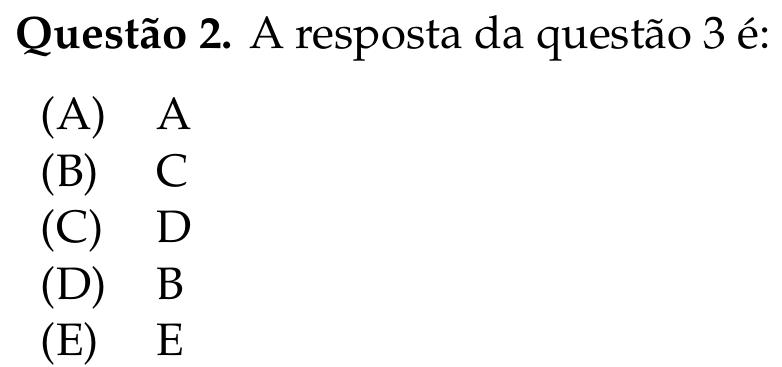 Questão 2. A resposta da questão 3 é:
(A) A
(B) C
(C) D
(D) B
(E) E